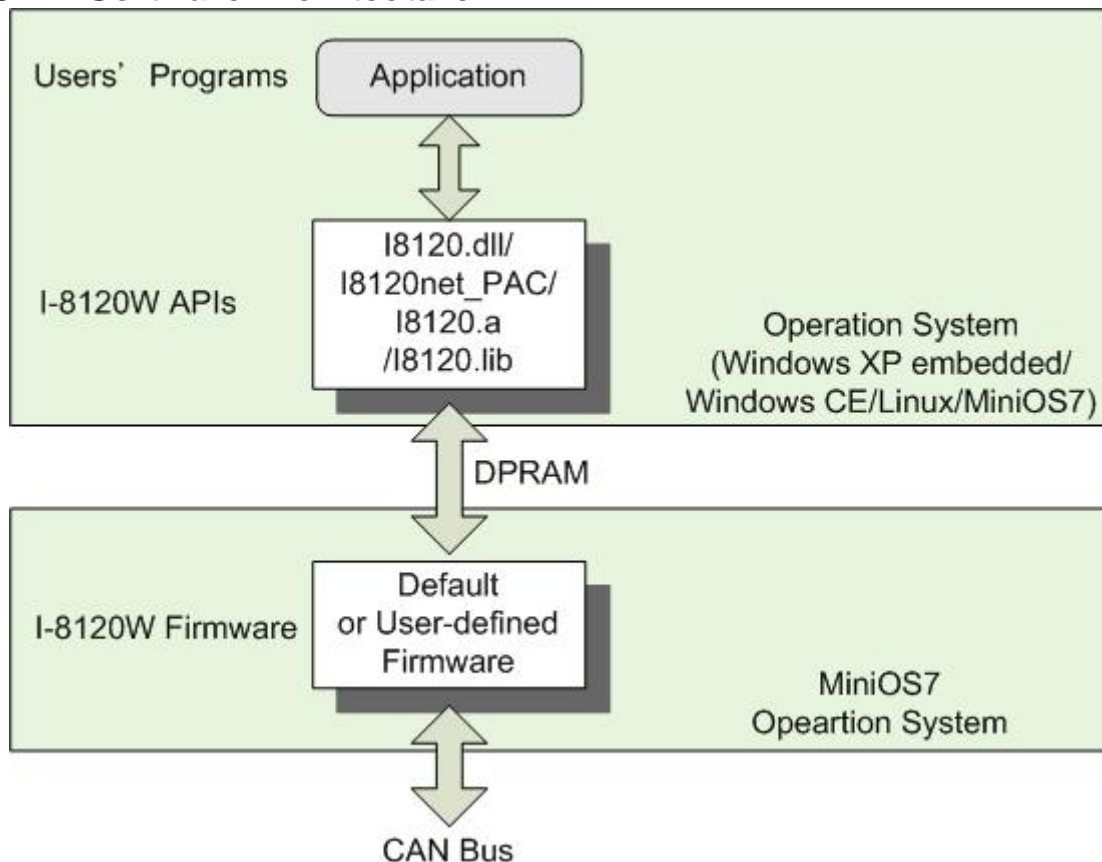 Users' Programs
Application
I-8120W APIs
I8120.dll/
I8120net_PAC/
I8120.a
/I8120.lib
Operation System
(Windows XP embedded/
Windows CE/Linux/MiniOS7)
DPRAM
I-8120W Firmware
Default
or User-defined
Firmware
MiniOS7
Opeartion System
CAN Bus